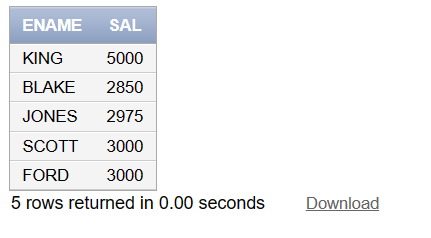 ENAME SAL
KING 5000
BLAKE 2850
JONES 2975
SCOTT 3000
FORD 3000
5 rows returned in 0.00 seconds Download